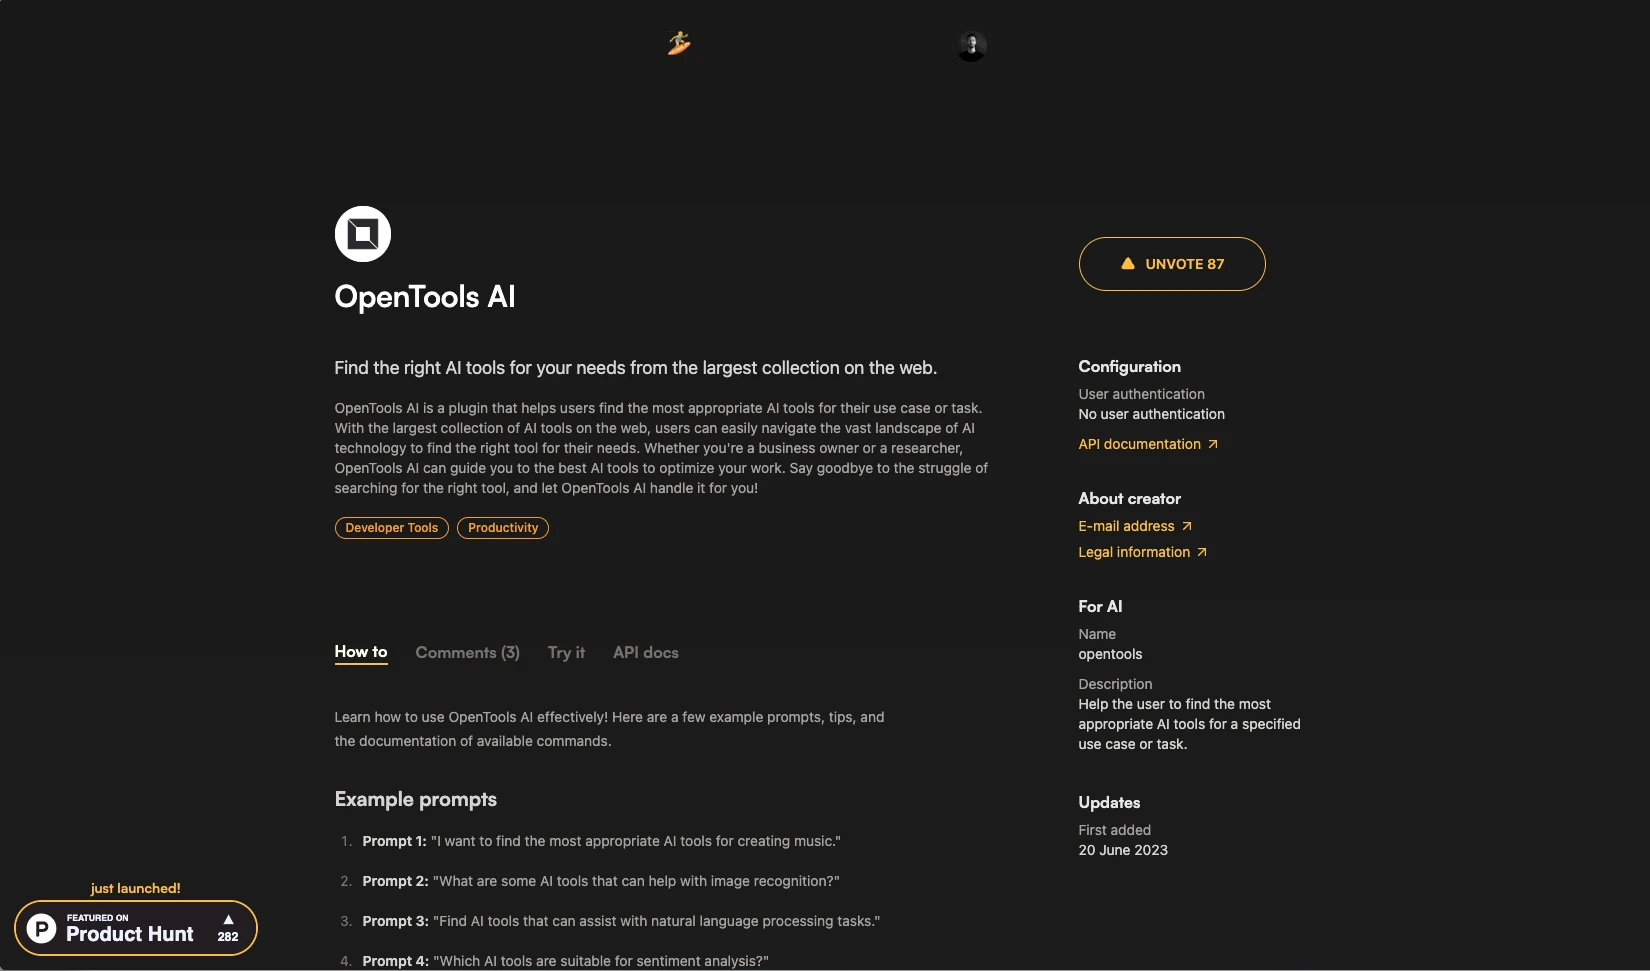 OpenTools AI
UNVOTE 87
Find the right AI tools for your needs from the largest collection on the web.
OpenTools AI is a plugin that helps users find the most appropriate AI tools for their use case or task.
With the largest collection of AI tools on the web, users can easily navigate the vast landscape of AI
technology to find the right tool for their needs. Whether you're a business owner or a researcher,
OpenTools AI can guide you to the best AI tools to optimize your work. Say goodbye to the struggle of
searching for the right tool, and let OpenTools AI handle it for you!
Developer Tools
Productivity
How to
Comments (3)
Try it
API docs
Learn how to use OpenTools AI effectively! Here are a few example prompts, tips, and
the documentation of available commands.
Example prompts
1. Prompt 1: "I want to find the most appropriate AI tools for creating music."
2. Prompt 2: "What are some AI tools that can help with image recognition?"
3. Prompt 3: "Find AI tools that can assist with natural language processing tasks."
4. Prompt 4: "Which AI tools are suitable for sentiment analysis?"
Configuration
User authentication
No user authentication
API documentation
About creator
E-mail address
Legal information
For AI
Name
opentools
Description
Help the user to find the most
appropriate AI tools for a specified
use case or task.
Updates
First added
20 June 2023
just launched!
P
FEATURED ON
Product Hunt
282